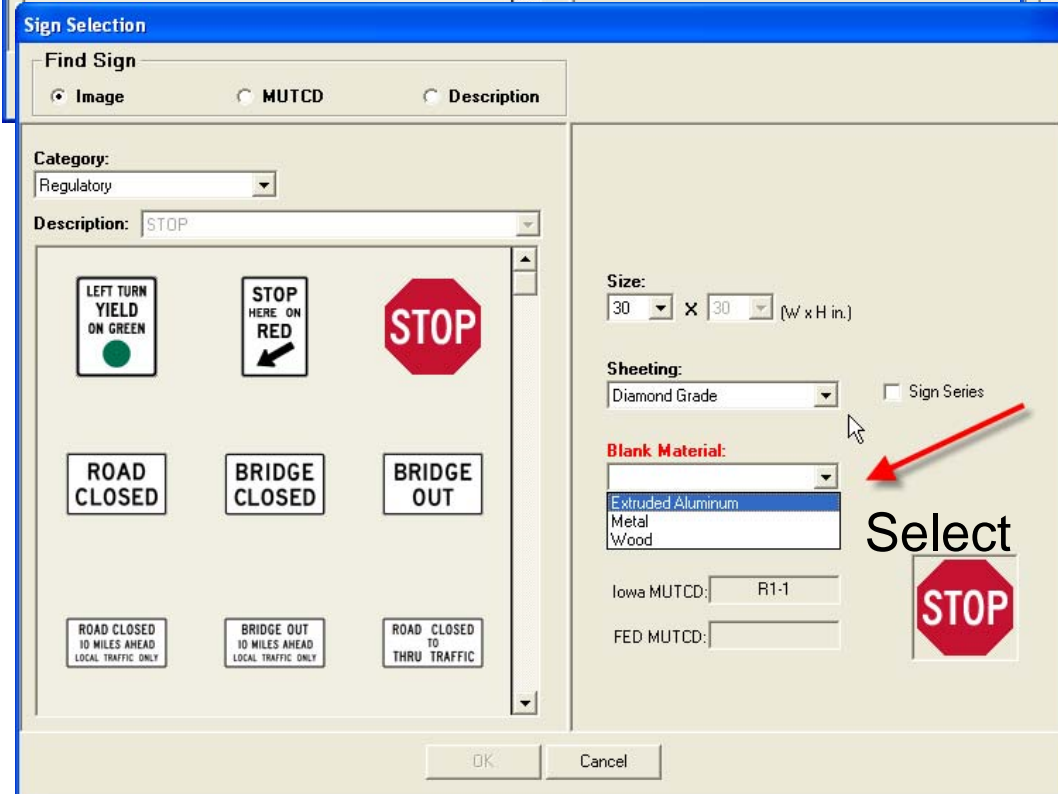 Sign Selection
Find Sign
Image MUTCD Description
Category:
Regulatory
Description: STOP
LEFT TURN
YIELD
ON GREEN
STOP
HERE ON
RED
STOP
ROAD
CLOSED
BRIDGE
CLOSED
BRIDGE
OUT
ROAD CLOSED
10 MILES AHEAD
LOCAL TRAFFIC ONLY
BRIDGE OUT
10 MILES AHEAD
LOCAL TRAFFIC ONLY
ROAD CLOSED
TO
THRU TRAFFIC
Size:
30 X 30 (W x H in.)
Sheeting:
Diamond Grade
Sign Series
Blank Material:
Extruded Aluminum
Metal
Wood
Select
Iowa MUTCD: R1-1
FED MUTCD:
STOP
OK Cancel